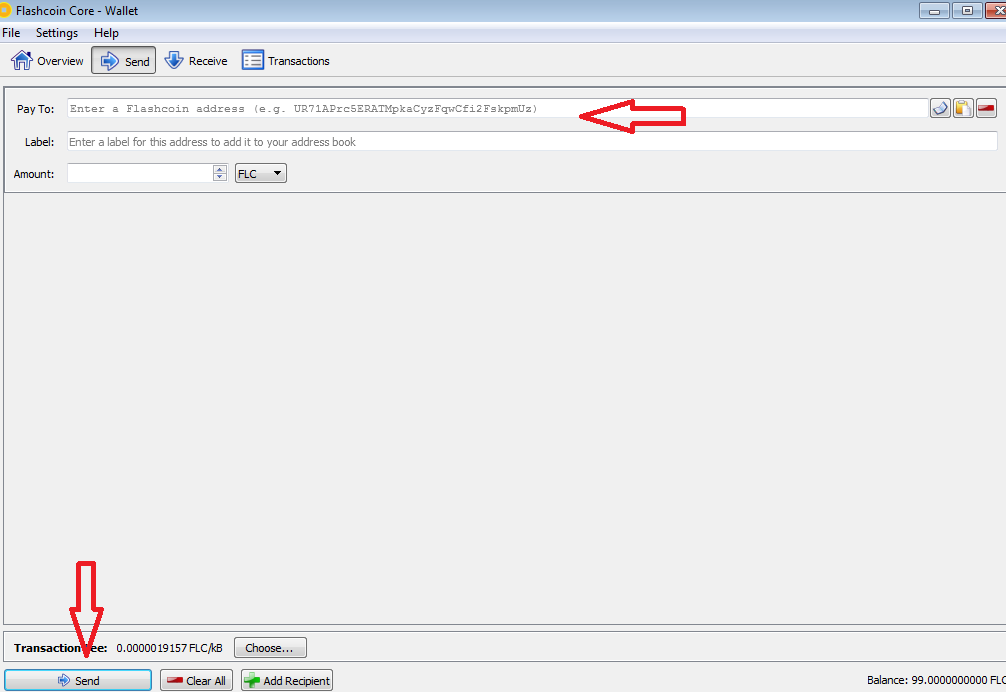 Flashcoin Core - Wallet
File Settings Help
Overview Send Receive Transactions
Pay To: Enter a Flashcoin address (e.g. UR71APrc5ERATMpkaCyzFqwCfi2FskpmUz)
Label: Enter a label for this address to add it to your address book
Amount: FLC
Transaction Fee: 0.0000019157 FLC/kB Choose...
Send Clear All Add Recipient Balance: 99.0000000000 FLC